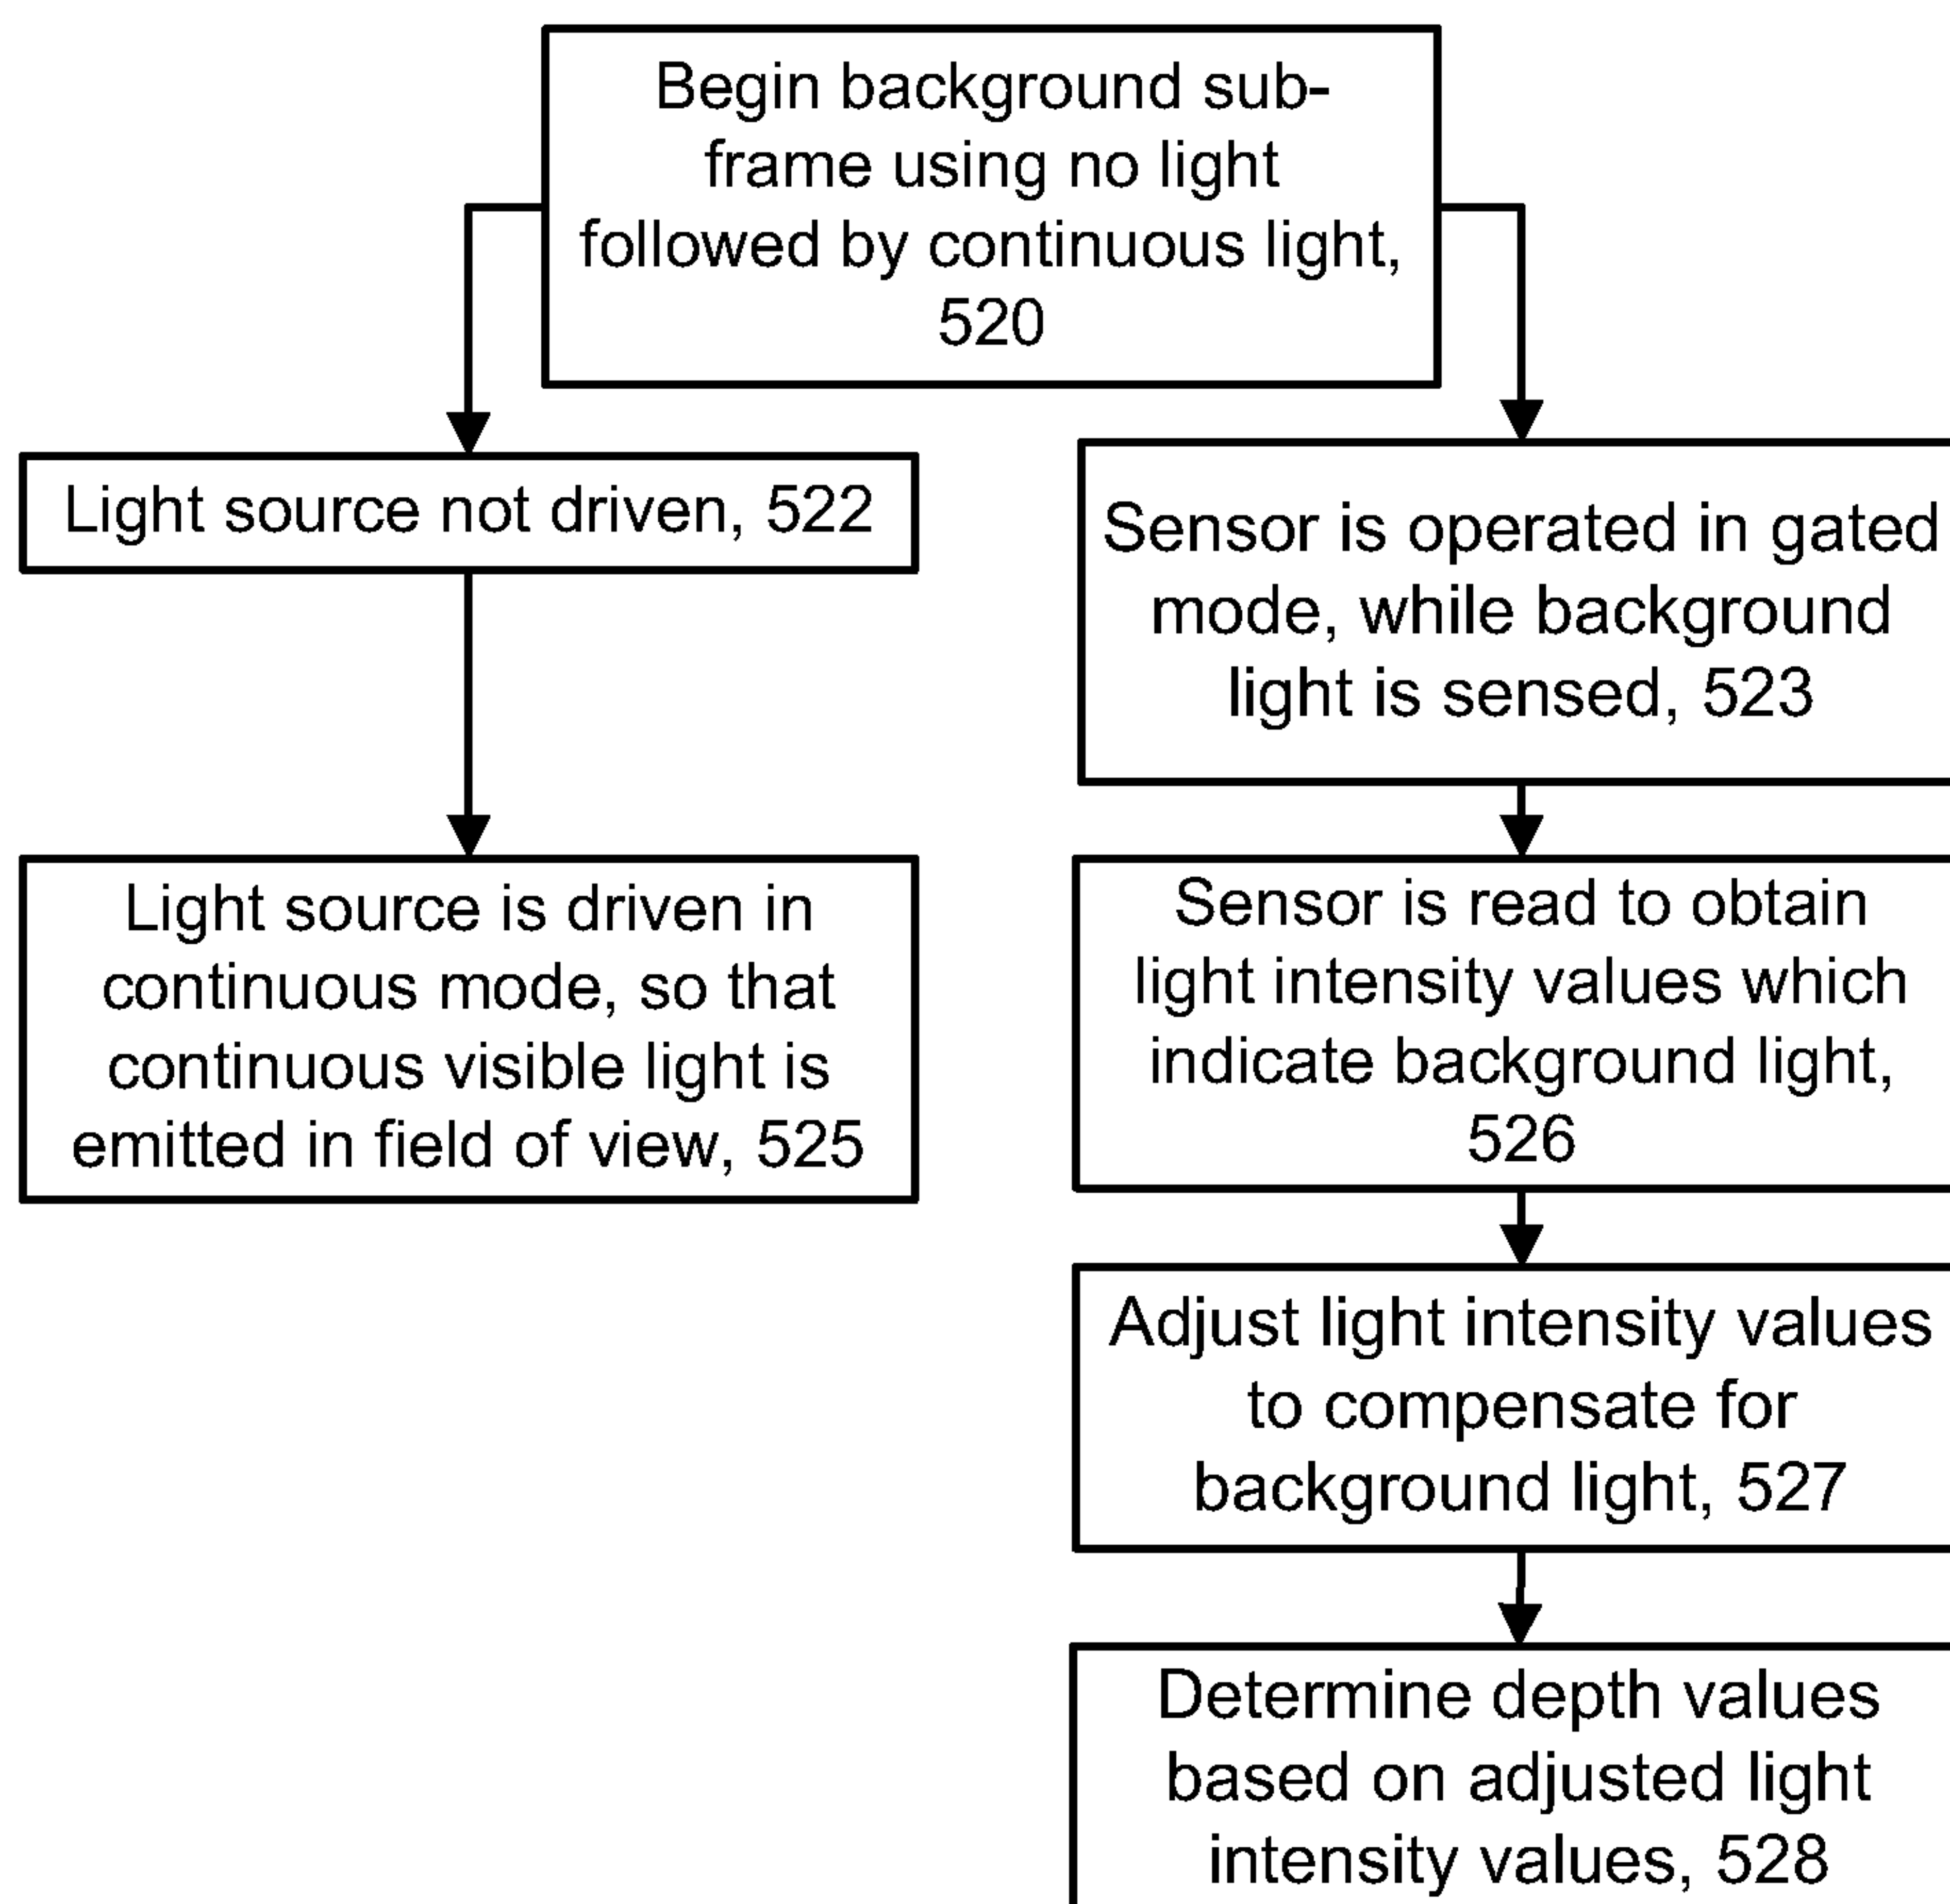 Begin background sub-
frame using no light
followed by continuous light,
520
Light source not driven, 522
Sensor is operated in gated
mode, while background
light is sensed, 523
Light source is driven in
continuous mode, so that
continuous visible light is
emitted in field of view, 525
Sensor is read to obtain
light intensity values which
indicate background light,
526
Adjust light intensity values
to compensate for
background light, 527
Determine depth values
based on adjusted light
intensity values, 528